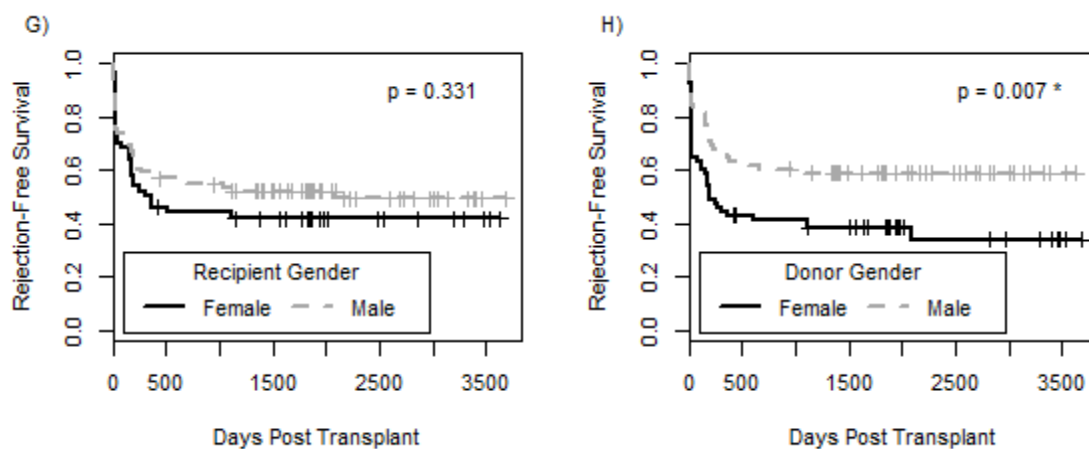 G)
Rejection-Free Survival
1.0
0.8
0.6
0.4
0.2
0.0
p = 0.331
Recipient Gender
Female Male
0 500 1500 2500 3500
Days Post Transplant
H)
Rejection-Free Survival
1.0
0.8
0.6
0.4
0.2
0.0
p = 0.007 *
Donor Gender
Female Male
0 500 1500 2500 3500
Days Post Transplant